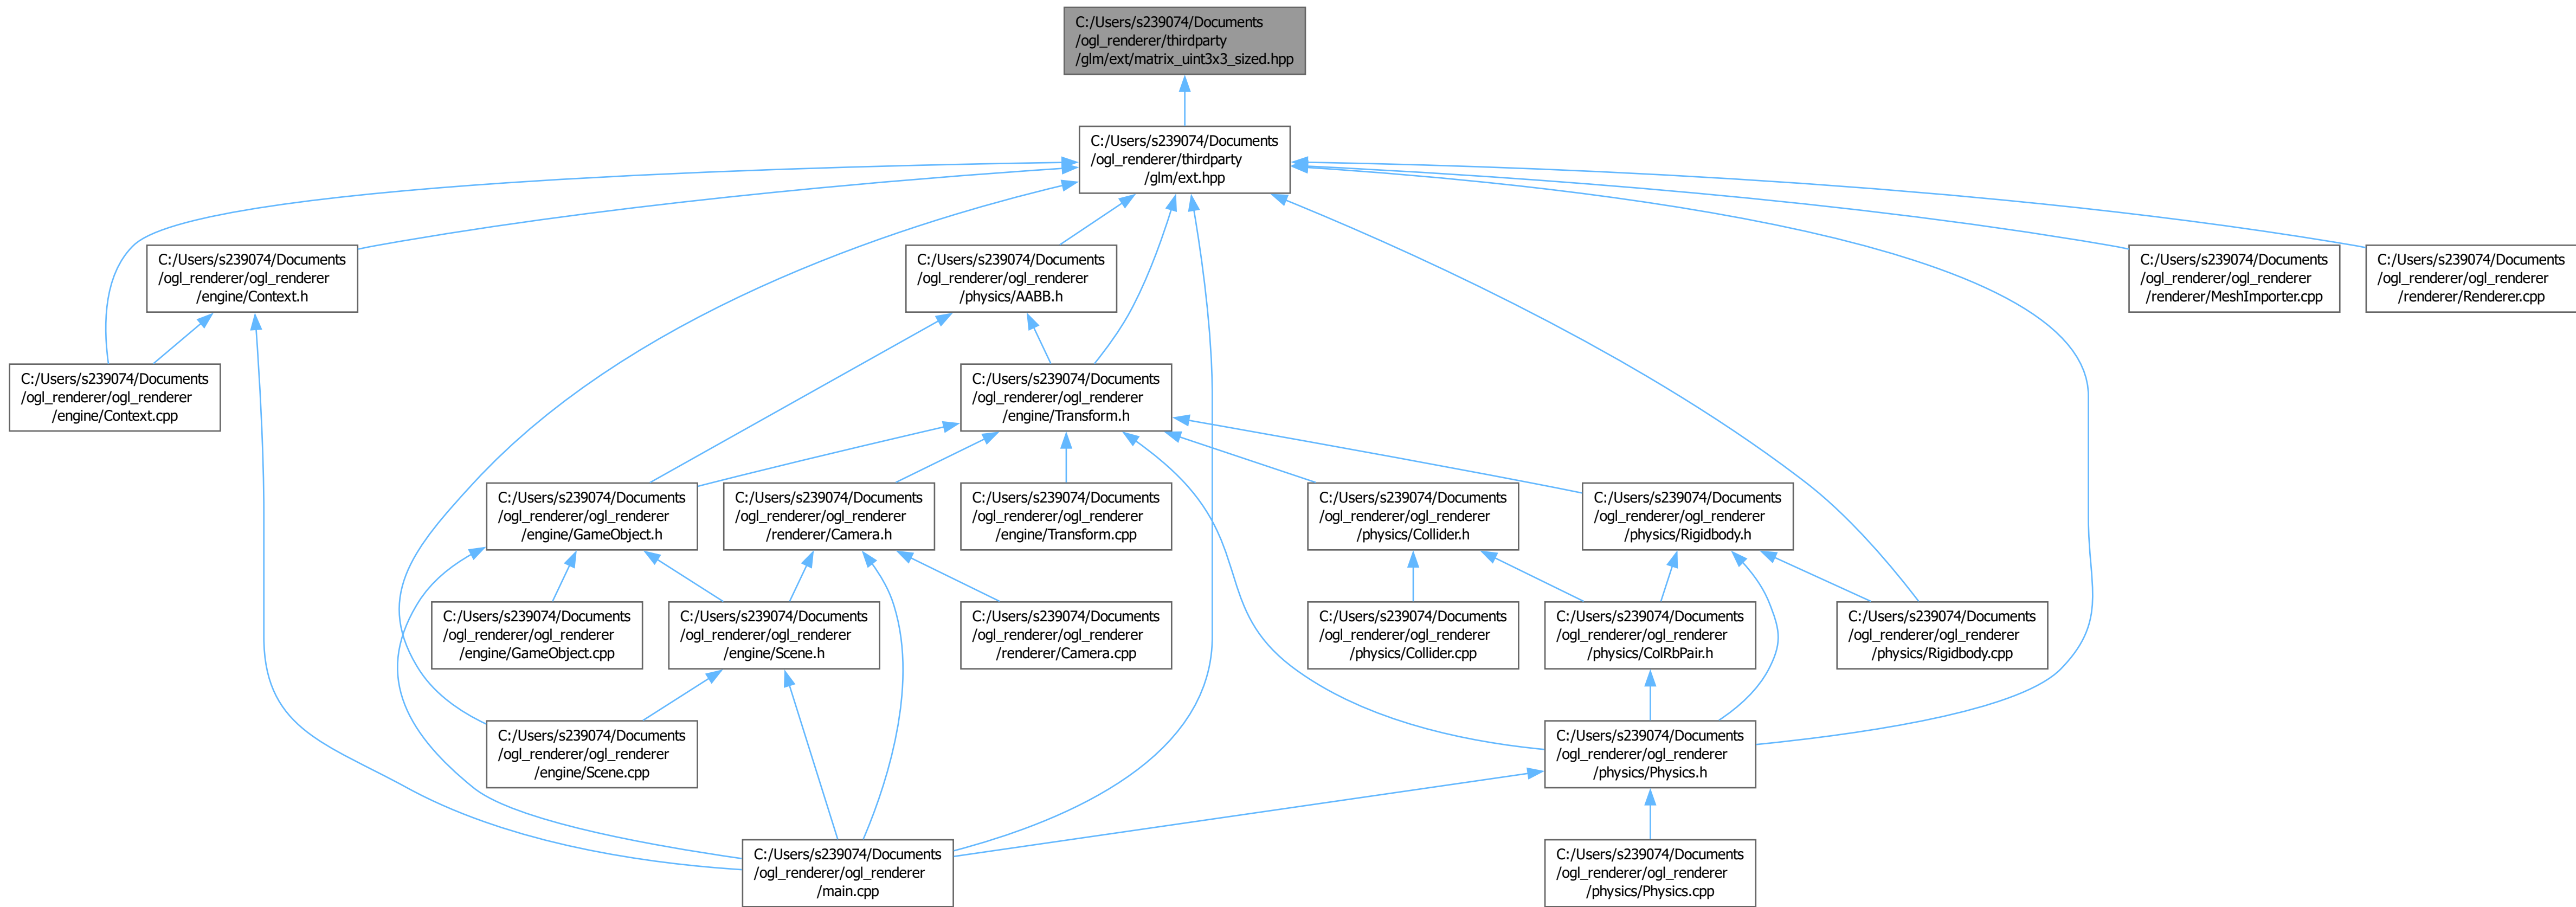 C:/Users/s239074/Documents
/ogl_renderer/thirdparty
/glm/ext/matrix_uint3x3_sized.hpp
C:/Users/s239074/Documents
/ogl_renderer/thirdparty
/glm/ext.hpp
C:/Users/s239074/Documents
/ogl_renderer/ogl_renderer
/engine/Context.h
C:/Users/s239074/Documents
/ogl_renderer/ogl_renderer
/physics/AABB.h
C:/Users/s239074/Documents
/ogl_renderer/ogl_renderer
/renderer/MeshImporter.cpp
C:/Users/s239074/Documents
/ogl_renderer/ogl_renderer
/renderer/Renderer.cpp
C:/Users/s239074/Documents
/ogl_renderer/ogl_renderer
/engine/Context.cpp
C:/Users/s239074/Documents
/ogl_renderer/ogl_renderer
/engine/Transform.h
C:/Users/s239074/Documents
/ogl_renderer/ogl_renderer
/engine/GameObject.h
C:/Users/s239074/Documents
/ogl_renderer/ogl_renderer
/renderer/Camera.h
C:/Users/s239074/Documents
/ogl_renderer/ogl_renderer
/engine/Transform.cpp
C:/Users/s239074/Documents
/ogl_renderer/ogl_renderer
/physics/Collider.h
C:/Users/s239074/Documents
/ogl_renderer/ogl_renderer
/physics/Rigidbody.h
C:/Users/s239074/Documents
/ogl_renderer/ogl_renderer
/engine/GameObject.cpp
C:/Users/s239074/Documents
/ogl_renderer/ogl_renderer
/engine/Scene.h
C:/Users/s239074/Documents
/ogl_renderer/ogl_renderer
/renderer/Camera.cpp
C:/Users/s239074/Documents
/ogl_renderer/ogl_renderer
/physics/Collider.cpp
C:/Users/s239074/Documents
/ogl_renderer/ogl_renderer
/physics/ColRbPair.h
C:/Users/s239074/Documents
/ogl_renderer/ogl_renderer
/physics/Rigidbody.cpp
C:/Users/s239074/Documents
/ogl_renderer/ogl_renderer
/engine/Scene.cpp
C:/Users/s239074/Documents
/ogl_renderer/ogl_renderer
/physics/Physics.h
C:/Users/s239074/Documents
/ogl_renderer/ogl_renderer
/main.cpp
C:/Users/s239074/Documents
/ogl_renderer/ogl_renderer
/physics/Physics.cpp